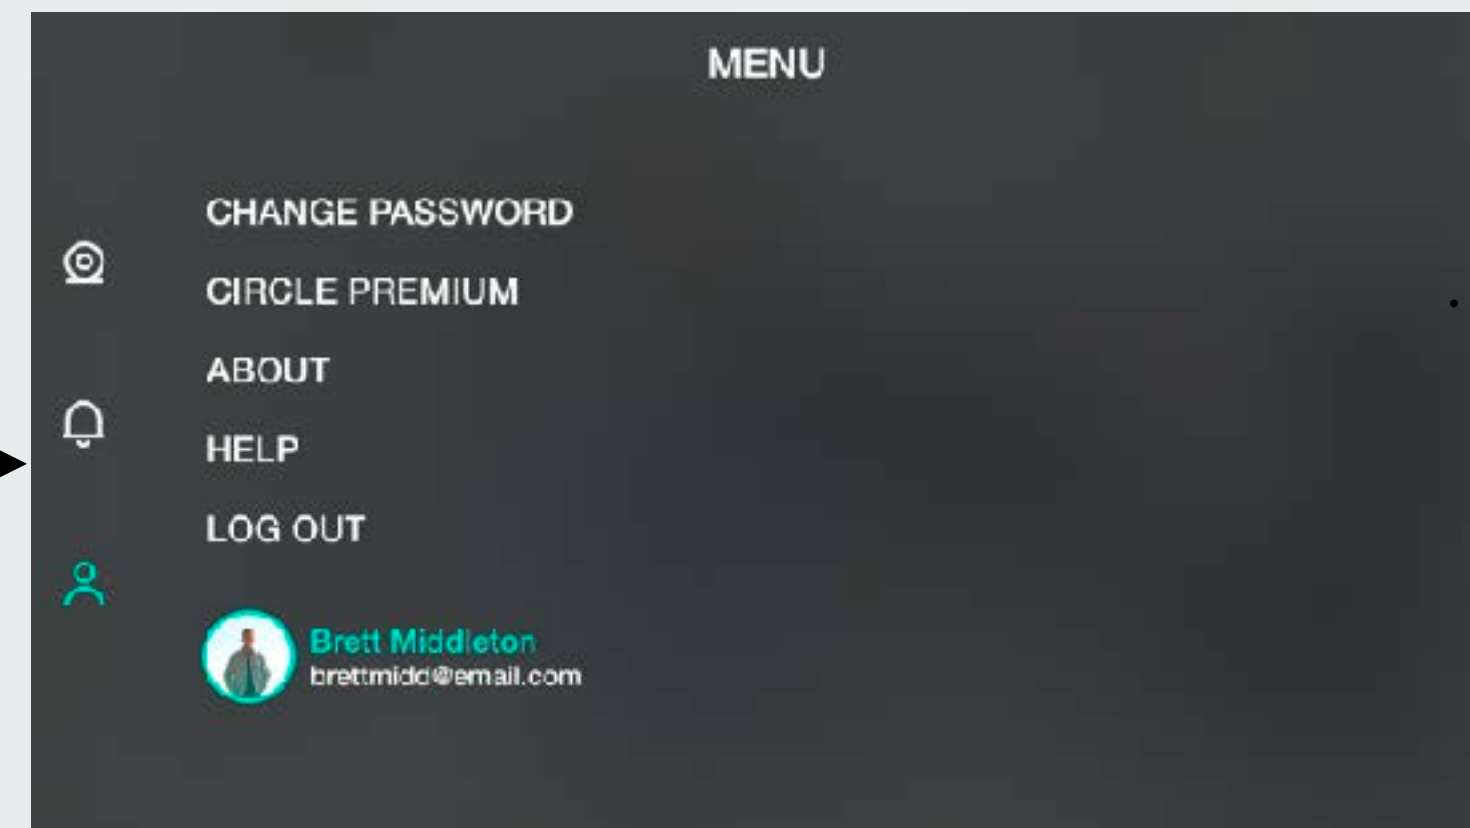 MENU
CHANGE PASSWORD
CIRCLE PREMIUM
ABOUT
HELP
LOG OUT
Brett Middleton
brettmidd@email.com